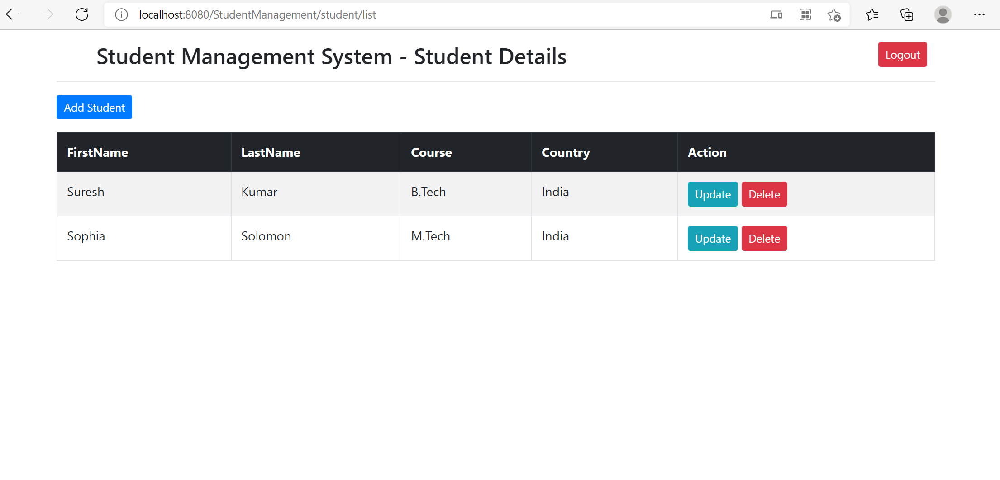 localhost:8080/StudentManagement/student/list
Student Management System - Student Details
Logout
Add Student
FirstName LastName Course Country Action
Suresh Kumar B.Tech India Update Delete
Sophia Solomon M.Tech India Update Delete